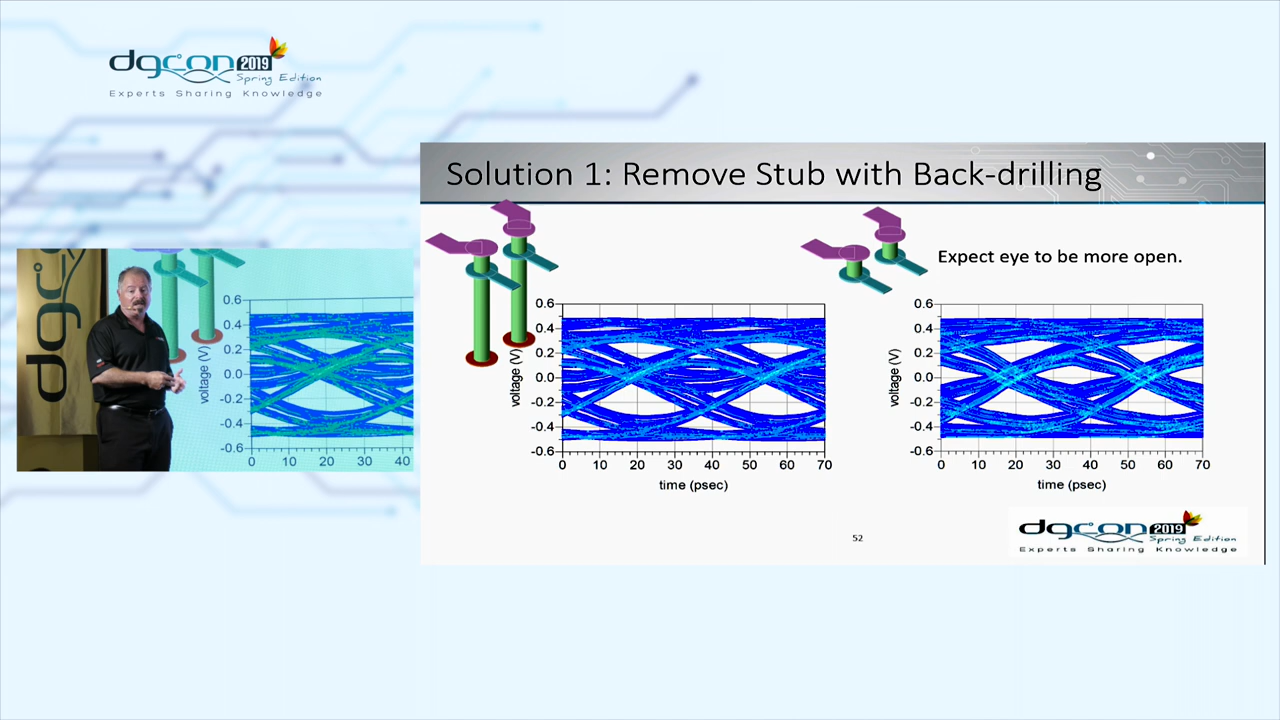 dgcon 2019
Spring Edition
Experts Sharing Knowledge
Solution 1: Remove Stub with Back-drilling
Expect eye to be more open.
dgc
0.6
0.4
0.2
0.0
-0.2
-0.4
-0.6
voltage (V)
0 10 20 30 40
0.6
0.4
0.2
0.0
-0.2
-0.4
-0.6
voltage (V)
0 10 20 30 40 50 60 70
time (psec)
0.6
0.4
0.2
0.0
-0.2
-0.4
-0.6
voltage (V)
0 10 20 30 40 50 60 70
time (psec)
52
dgcon 2019
Spring Edition
Experts Sharing Knowledge